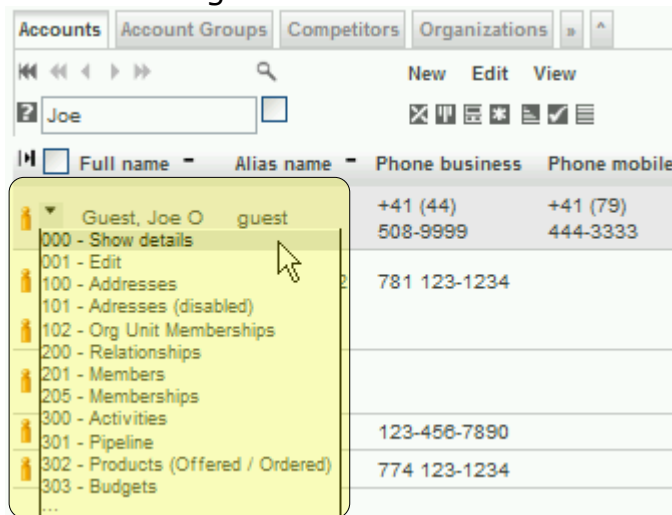 Accounts Account Groups Competitors Organizations » ^
New Edit View
? Joe
Full name - Alias name - Phone business Phone mobile
Guest, Joe O guest +41 (44) 508-9999 +41 (79) 444-3333
000 - Show details
001 - Edit
100 - Addresses 2 781 123-1234
101 - Adresses (disabled)
102 - Org Unit Memberships
200 - Relationships
201 - Members
205 - Memberships
300 - Activities
301 - Pipeline 123-456-7890
302 - Products (Offered / Ordered) 774 123-1234
303 - Budgets
...